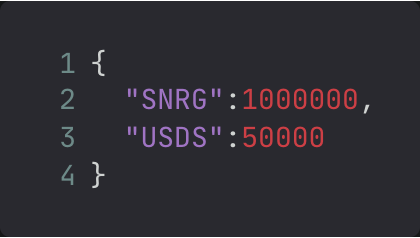 1 {
2   "SNRG":1000000,
3   "USDS":50000
4 }